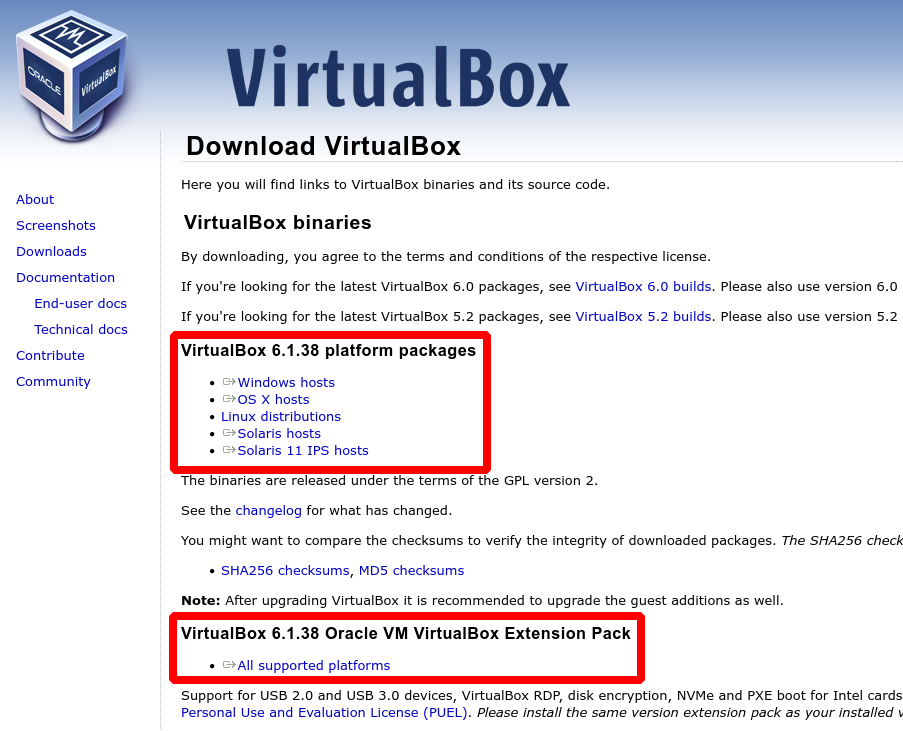 ORACLE
VirtualBox
VirtualBox
Download VirtualBox
Here you will find links to VirtualBox binaries and its source code.
About
Screenshots
Downloads
Documentation
End-user docs
Technical docs
Contribute
Community
VirtualBox binaries
By downloading, you agree to the terms and conditions of the respective license.
If you're looking for the latest VirtualBox 6.0 packages, see VirtualBox 6.0 builds. Please also use version 6.0
If you're looking for the latest VirtualBox 5.2 packages, see VirtualBox 5.2 builds. Please also use version 5.2
VirtualBox 6.1.38 platform packages
• Windows hosts
• OS X hosts
• Linux distributions
• Solaris hosts
• Solaris 11 IPS hosts
The binaries are released under the terms of the GPL version 2.
See the changelog for what has changed.
You might want to compare the checksums to verify the integrity of downloaded packages. The SHA256 check
• SHA256 checksums, MD5 checksums
Note: After upgrading VirtualBox it is recommended to upgrade the guest additions as well.
VirtualBox 6.1.38 Oracle VM VirtualBox Extension Pack
• All supported platforms
Support for USB 2.0 and USB 3.0 devices, VirtualBox RDP, disk encryption, NVMe and PXE boot for Intel cards
Personal Use and Evaluation License (PUEL). Please install the same version extension pack as your installed v